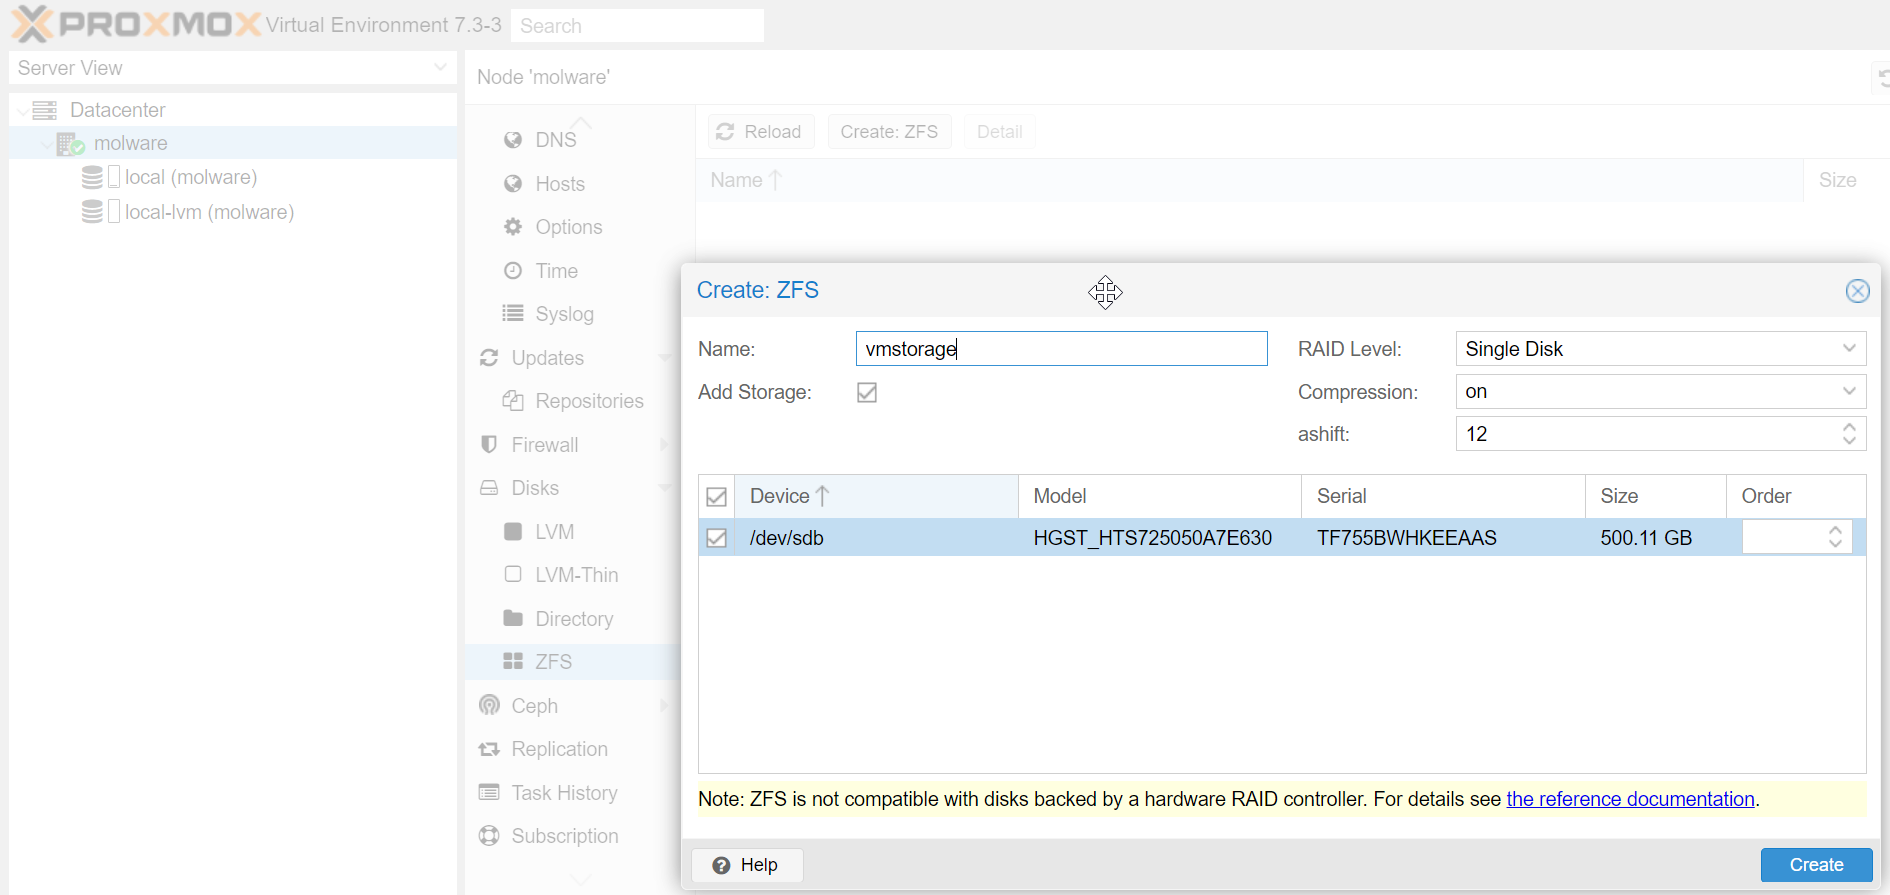 PROXMOX Virtual Environment 7.3-3 Search
Server View
Datacenter
molware
local (molware)
local-lvm (molware)
Node 'molware'
DNS
Hosts
Options
Time
Syslog
Updates
Repositories
Firewall
Disks
LVM
LVM-Thin
Directory
ZFS
Ceph
Replication
Task History
Subscription
Reload Create: ZFS Detail
Name Size
Create: ZFS
Name: vmstorage RAID Level: Single Disk
Add Storage: Compression: on
ashift: 12
Device Model Serial Size Order
/dev/sdb HGST_HTS725050A7E630 TF755BWHKEEAAS 500.11 GB
Note: ZFS is not compatible with disks backed by a hardware RAID controller. For details see the reference documentation.
Help Create